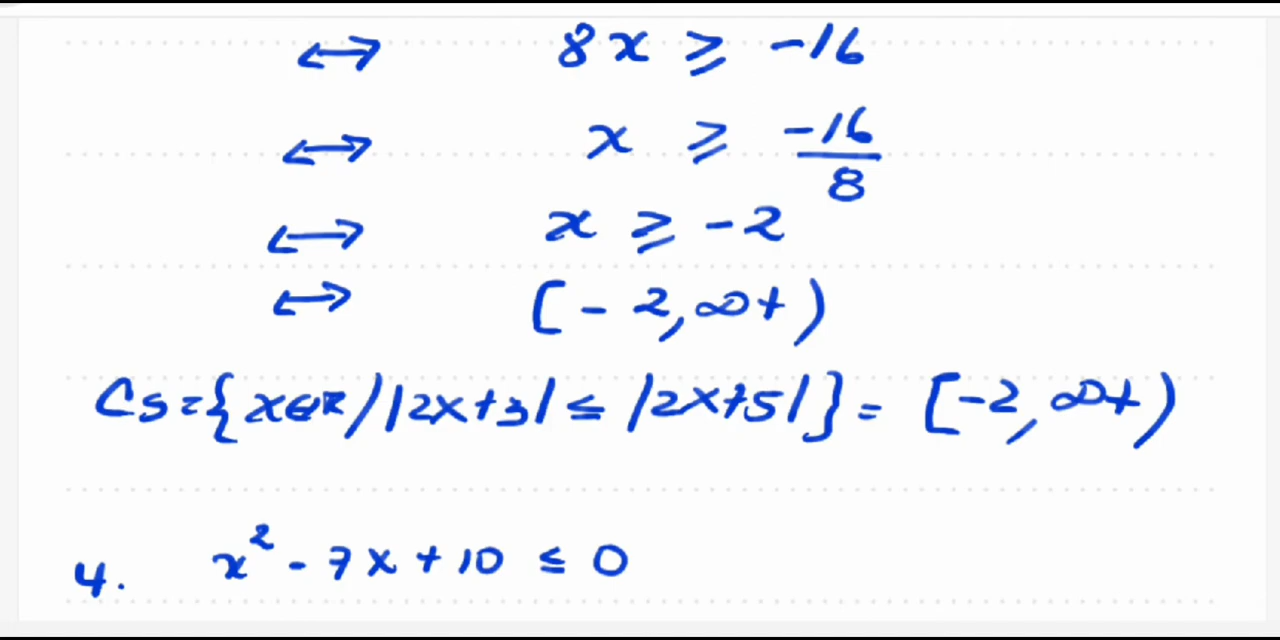 ↔ 8x ≥ -16
↔ x ≥ -16/8
↔ x ≥ -2
↔ [-2, ∞+)
Cs={x∈R/|2x+3| ≤ |2x+5|} = [-2, ∞+)
4. x² - 7x + 10 ≤ 0